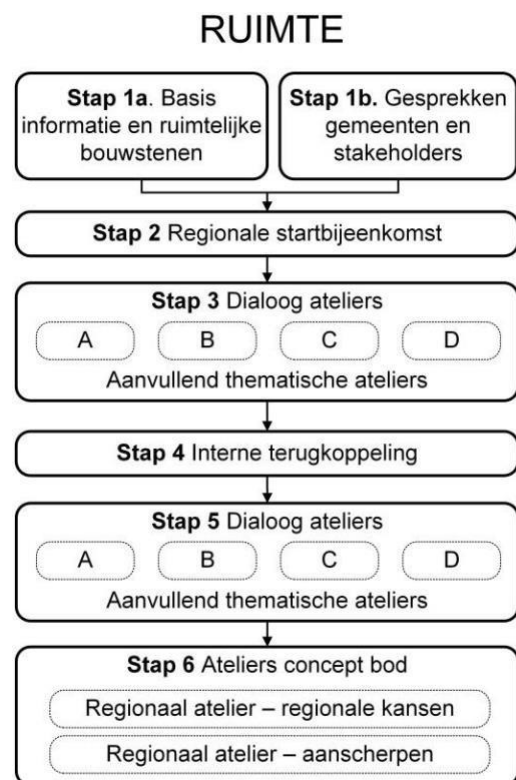 RUIMTE
Stap 1a. Basis
informatie en ruimtelijke
bouwstenen
Stap 1b. Gesprekken
gemeenten en
stakeholders
Stap 2 Regionale startbijeenkomst
Stap 3 Dialoog ateliers
A B C D
Aanvullend thematische ateliers
Stap 4 Interne terugkoppeling
Stap 5 Dialoog ateliers
A B C D
Aanvullend thematische ateliers
Stap 6 Ateliers concept bod
Regionaal atelier – regionale kansen
Regionaal atelier – aanscherpen